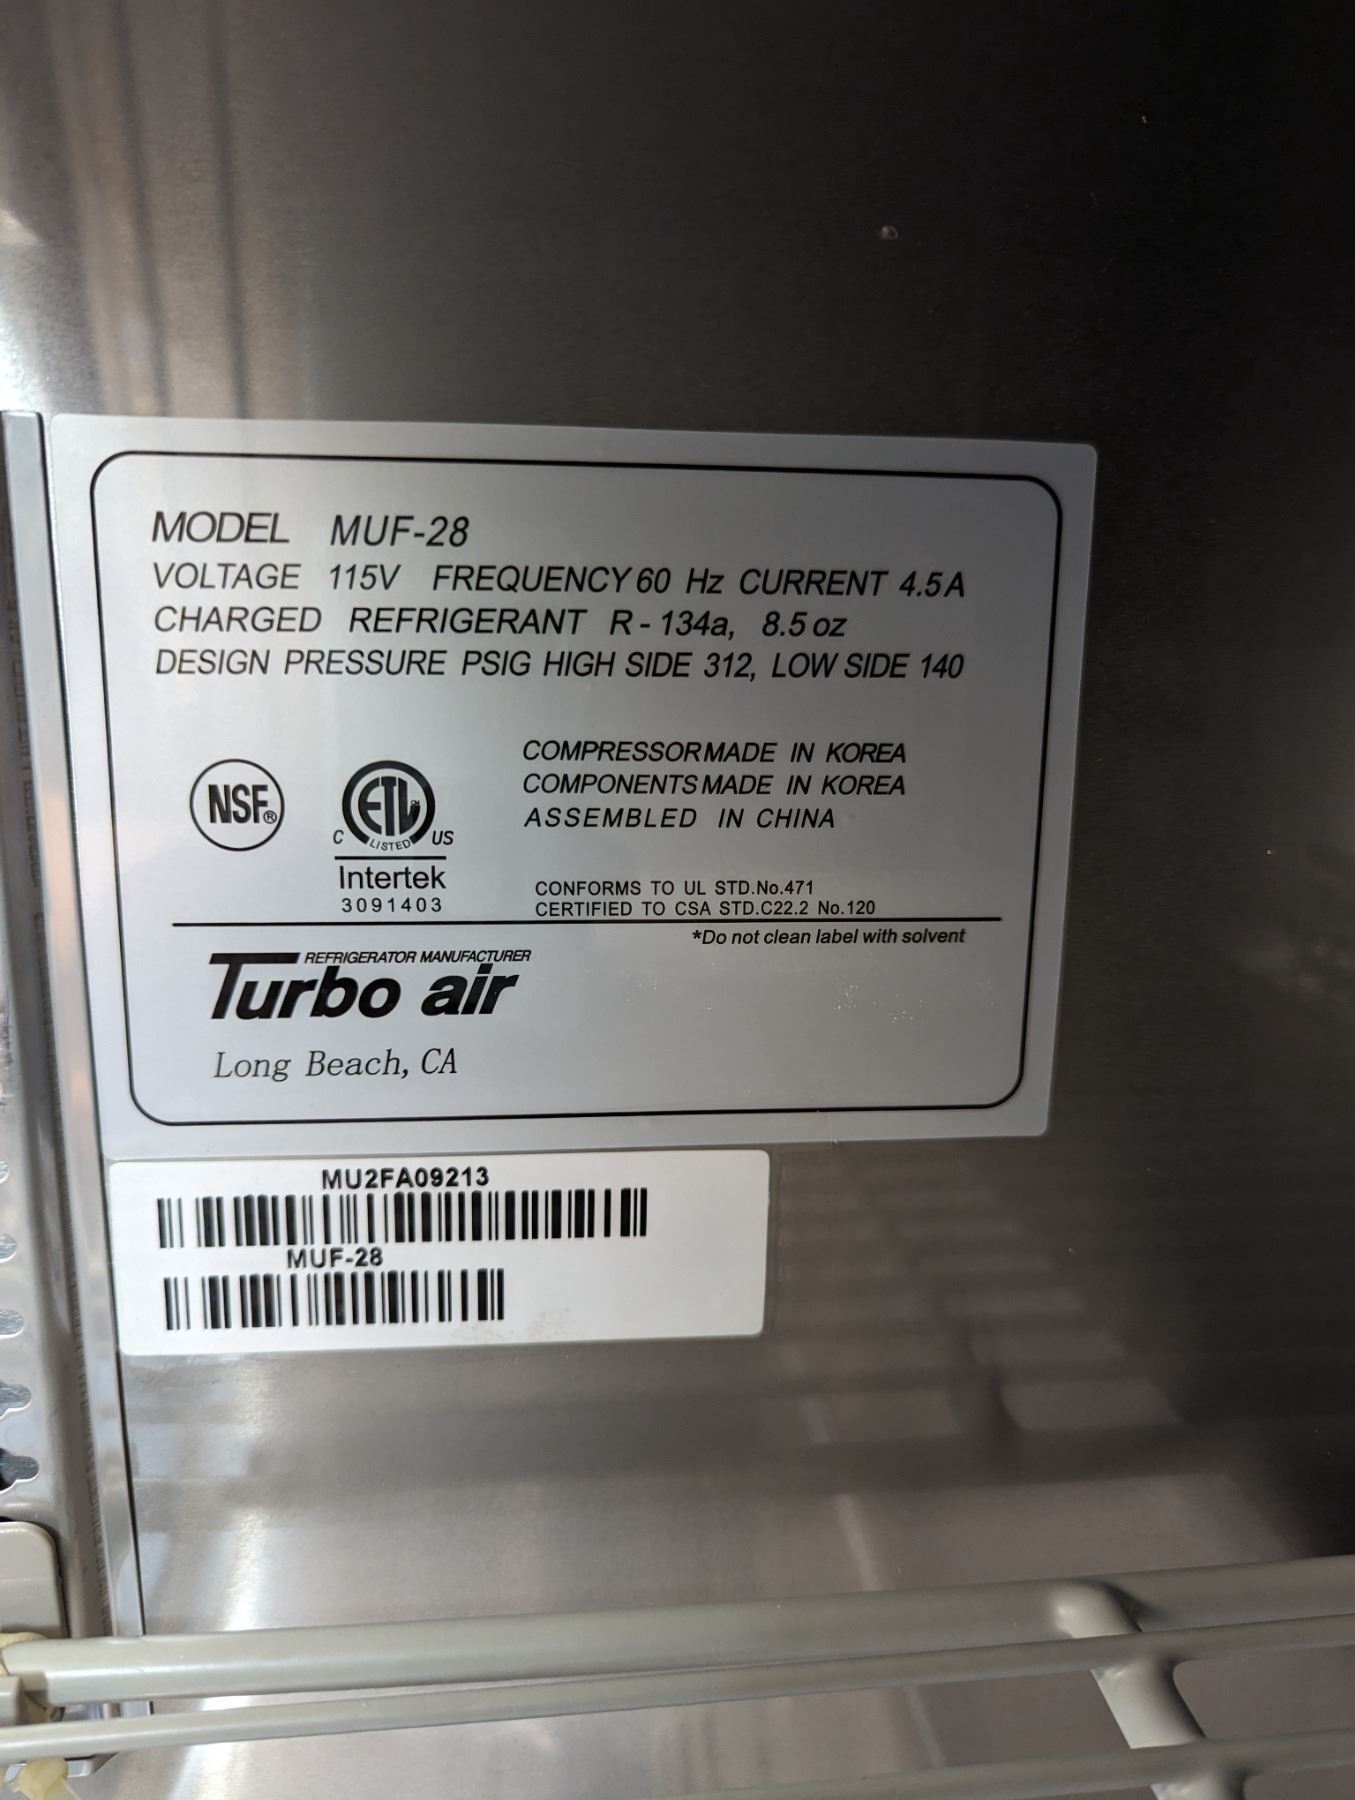 MODEL MUF-28
VOLTAGE 115V FREQUENCY 60 Hz CURRENT 4.5A
CHARGED REFRIGERANT R-134a, 8.5 oz
DESIGN PRESSURE PSIG HIGH SIDE 312, LOW SIDE 140
COMPRESSOR MADE IN KOREA
COMPONENTS MADE IN KOREA
ASSEMBLED IN CHINA
NSF®
ETL
C LISTED US
Intertek
3091403
CONFORMS TO UL STD.No.471
CERTIFIED TO CSA STD.C22.2 No.120
*Do not clean label with solvent
REFRIGERATOR MANUFACTURER
Turbo air
Long Beach, CA
MU2FA09213
MUF-28